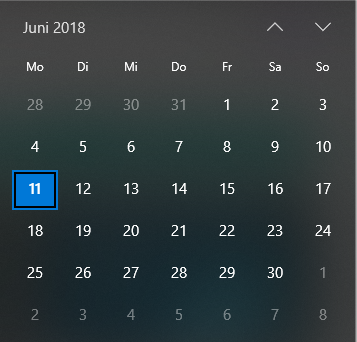 Juni 2018
Mo Di Mi Do Fr Sa So
28 29 30 31 1 2 3
4 5 6 7 8 9 10
11 12 13 14 15 16 17
18 19 20 21 22 23 24
25 26 27 28 29 30 1
2 3 4 5 6 7 8